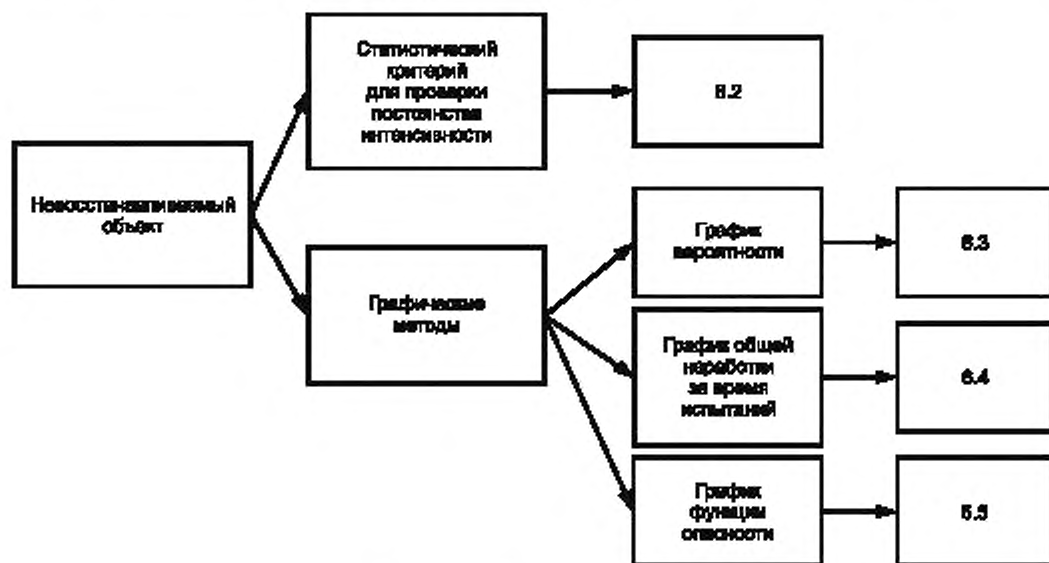 Статистический
критерий
для проверки
постоянства
интенсивности
6.2
Невосстанавливаемый
объект
График
вероятности
6.3
Графические
методы
График общей
наработки
за время
испытаний
6.4
График
функции
опасности
6.5